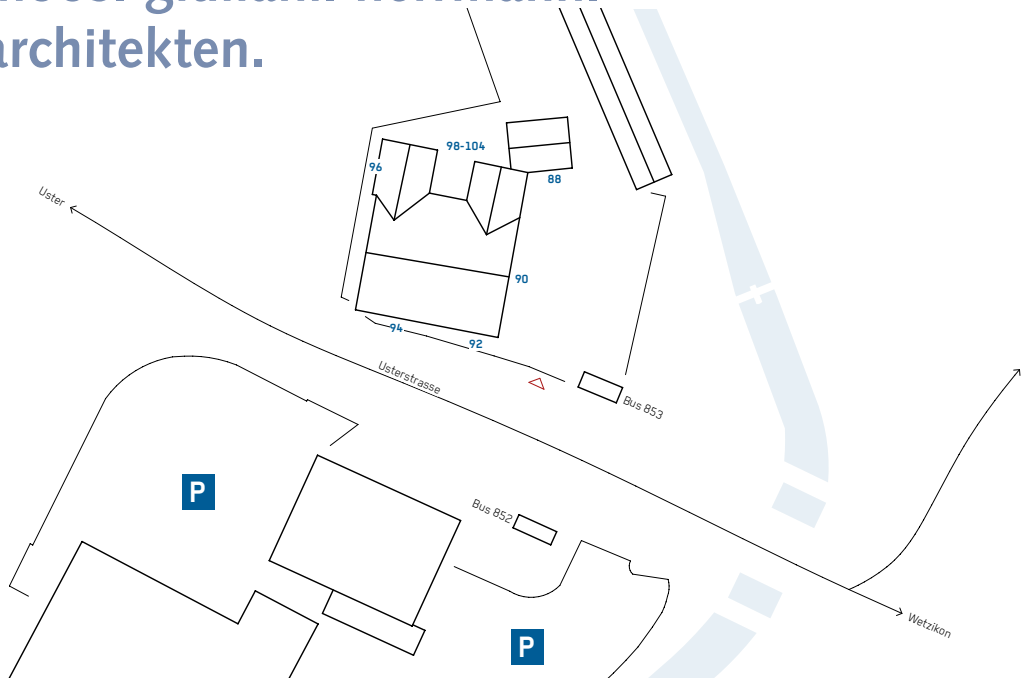 architekten.
98-104
96
88
Uster
90
94
92
Usterstrasse
Bus 853
P
Bus 852
Wetzikon
P